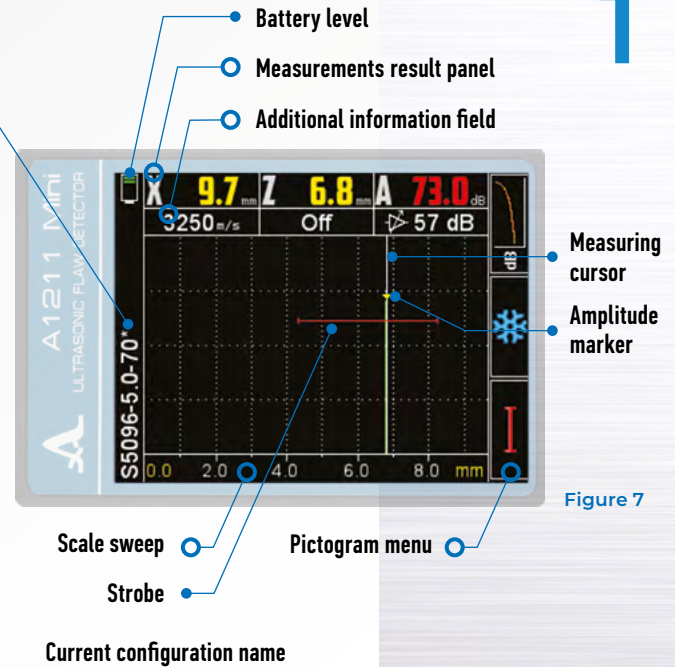 1
Battery level
Measurements result panel
Additional information field
A1211 Mini
ULTRASONIC FLAW DETECTOR
X 9.7 mm Z 6.8 mm A 73.0 dB
3250 m/s Off 57 dB
dB
S5096-5.0-70*
0.0 2.0 4.0 6.0 8.0 mm
Measuring
cursor
Amplitude
marker
Figure 7
Scale sweep
Pictogram menu
Strobe
Current configuration name